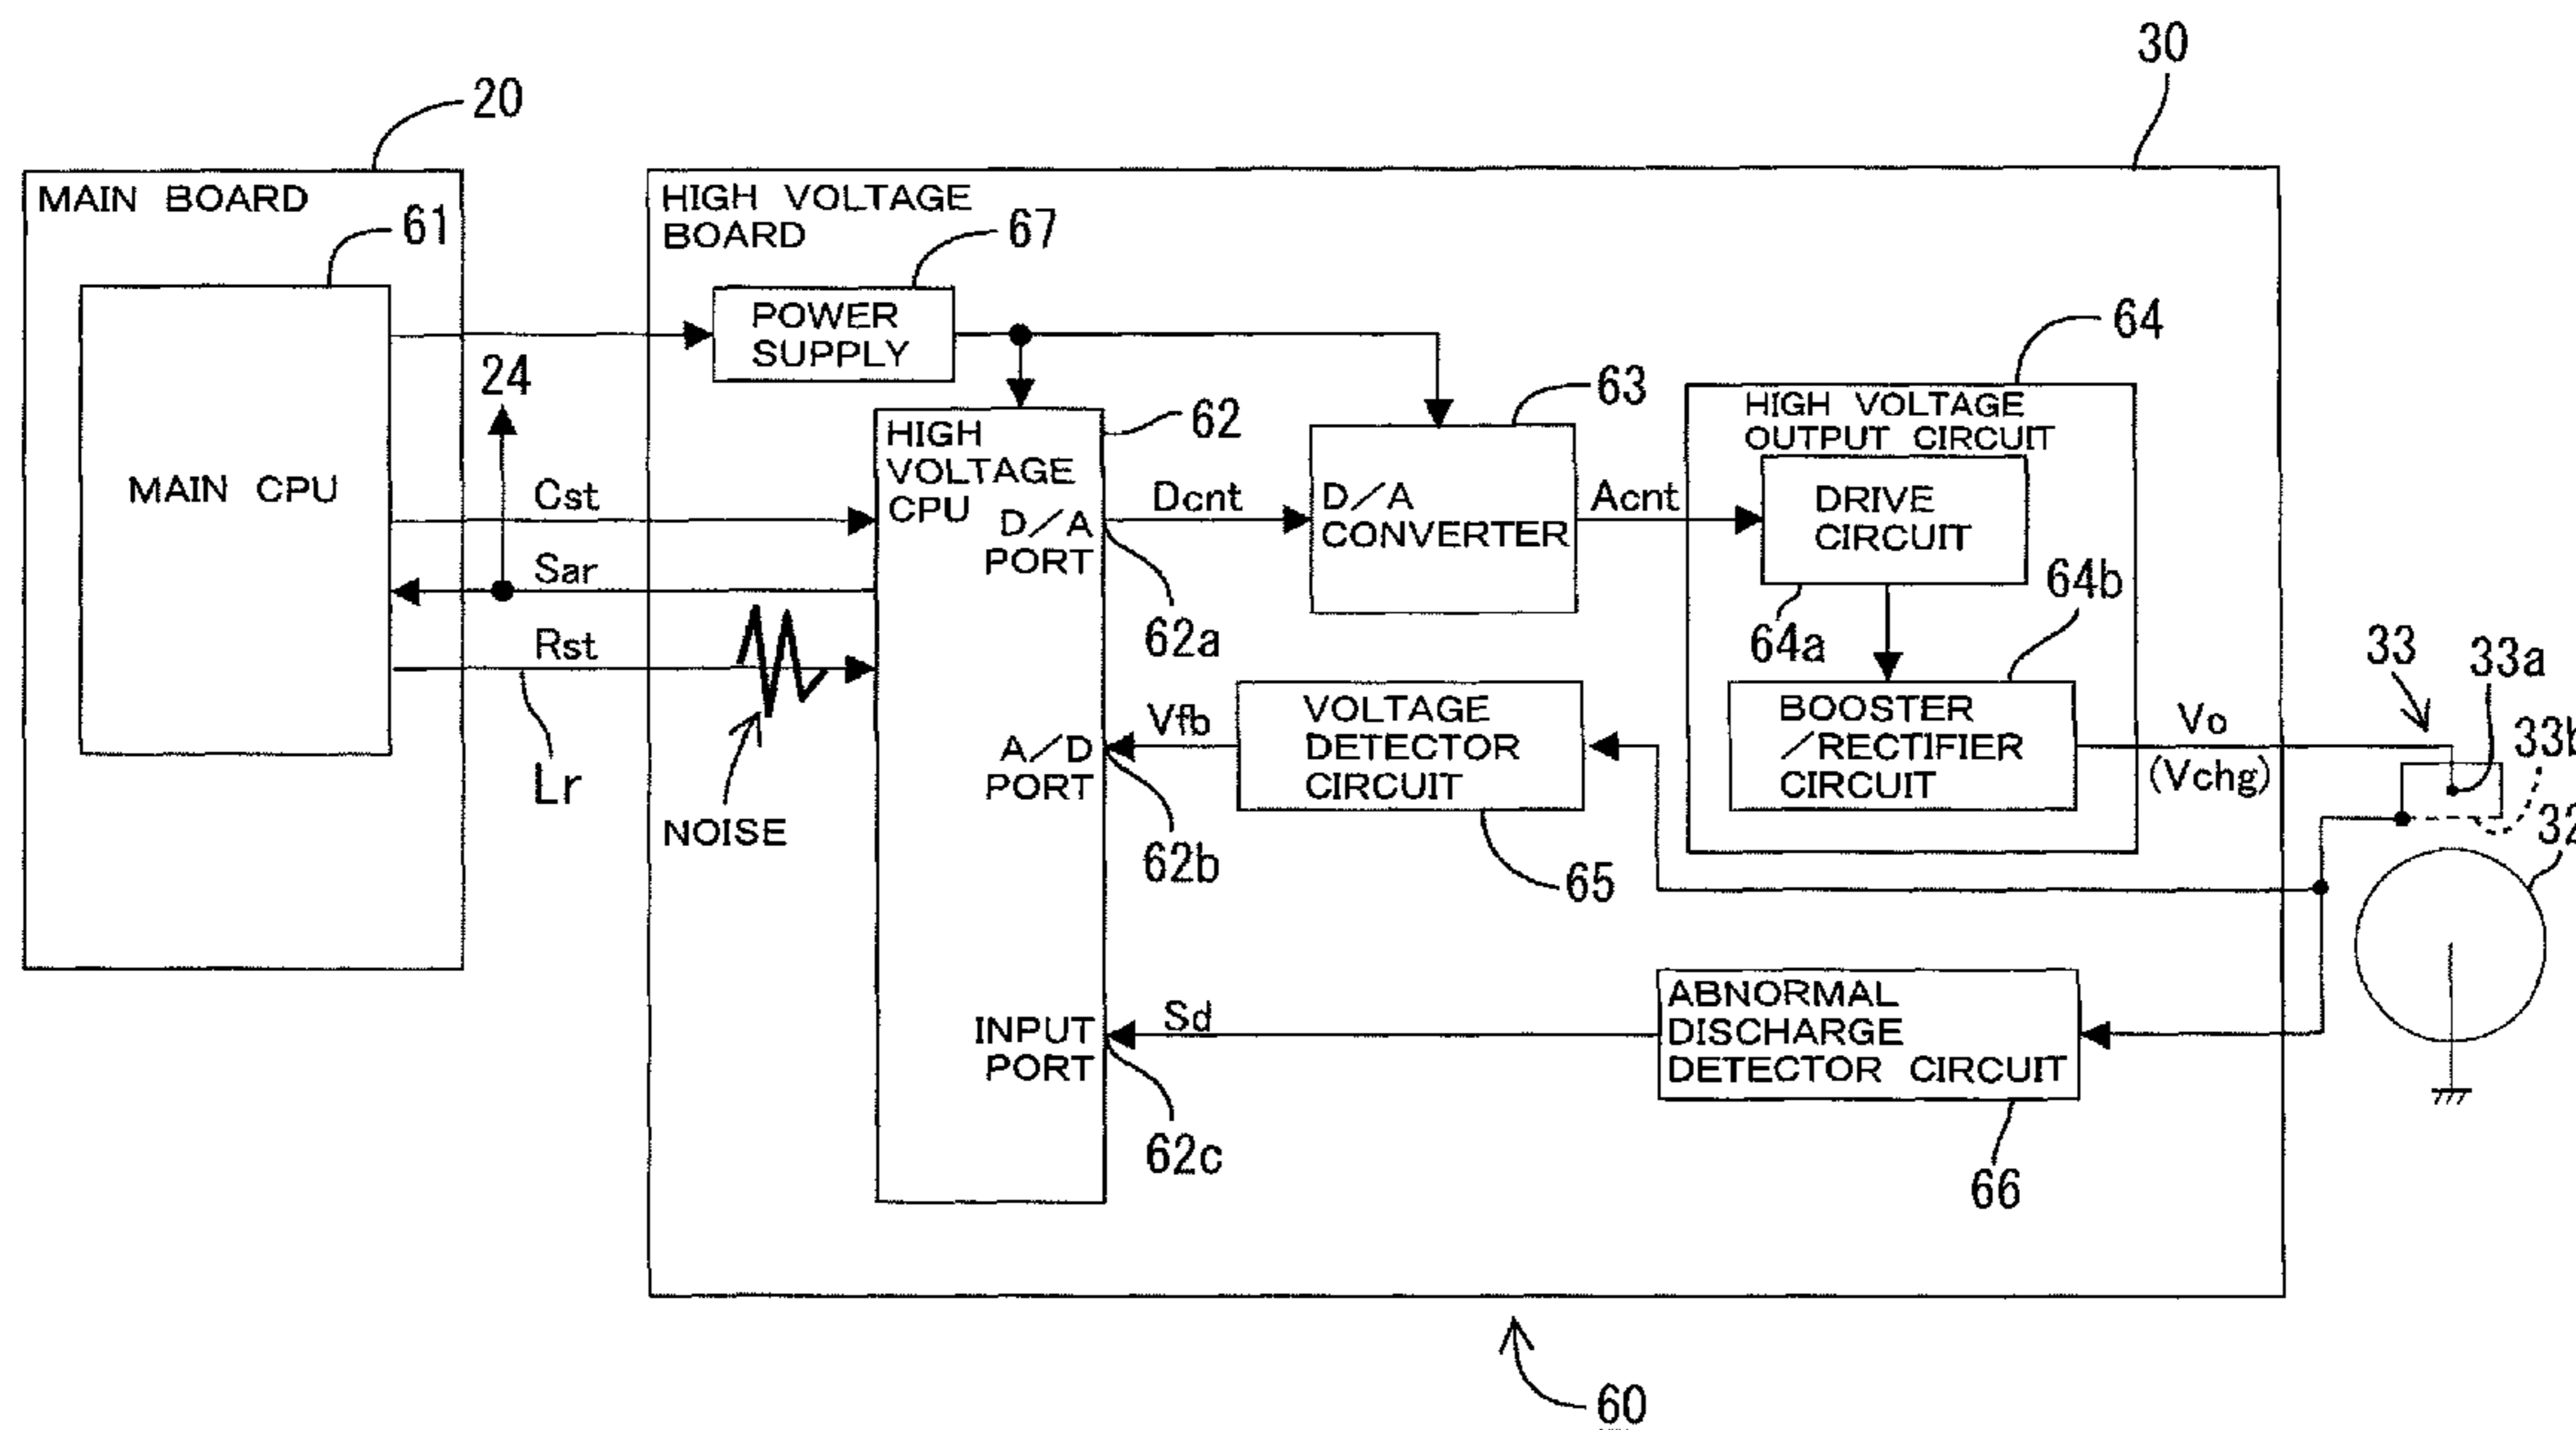 30
20
MAIN BOARD
61
MAIN CPU
HIGH VOLTAGE
BOARD
67
POWER
SUPPLY
24
Cst
Sar
Rst
Lr
NOISE
62
HIGH
VOLTAGE
CPU
D/A
PORT
62a
A/D
PORT
62b
INPUT
PORT
62c
Dcnt
63
D/A
CONVERTER
Acnt
64
HIGH VOLTAGE
OUTPUT CIRCUIT
DRIVE
CIRCUIT
64a
64b
BOOSTER
/RECTIFIER
CIRCUIT
Vfb
VOLTAGE
DETECTOR
CIRCUIT
65
Vo
(Vchg)
33
33a
33b
32
Sd
ABNORMAL
DISCHARGE
DETECTOR CIRCUIT
66
60